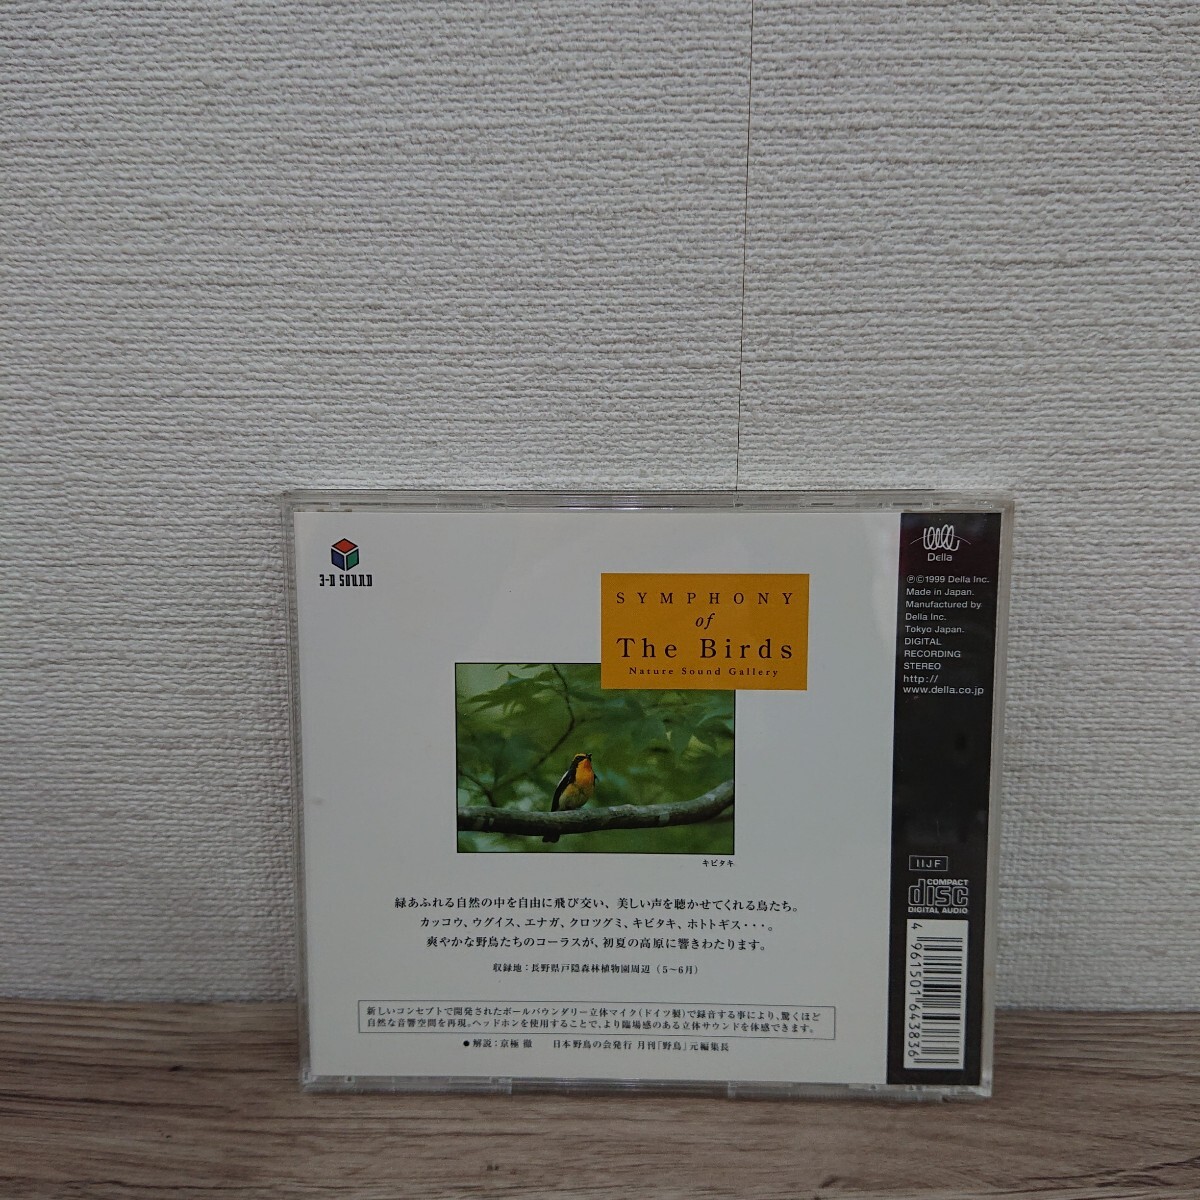 3-D SOUND
SYMPHONY
of
The Birds
Nature Sound Gallery
キビタキ
緑あふれる自然の中を自由に飛び交い、美しい声を聴かせてくれる鳥たち。
カッコウ、ウグイス、エナガ、クロツグミ、キビタキ、ホトトギス・・・。
爽やかな野鳥たちのコーラスが、初夏の高原に響きわたります。
収録地：長野県戸隠森林植物園周辺（5〜6月）
新しいコンセプトで開発されたボールバウンダリー立体マイク（ドイツ製）で録音する事により、驚くほど
自然な音響空間を再現。ヘッドホンを使用することで、より臨場感のある立体サウンドを体感できます。
●解説：京極 徹　日本野鳥の会発行 月刊「野鳥」元編集長
Della
℗©1999 Della Inc.
Made in Japan.
Manufactured by
Della Inc.
Tokyo Japan.
DIGITAL
RECORDING
STEREO
http://
www.della.co.jp
IIJF
COMPACT
disc
DIGITAL AUDIO
4961501643836